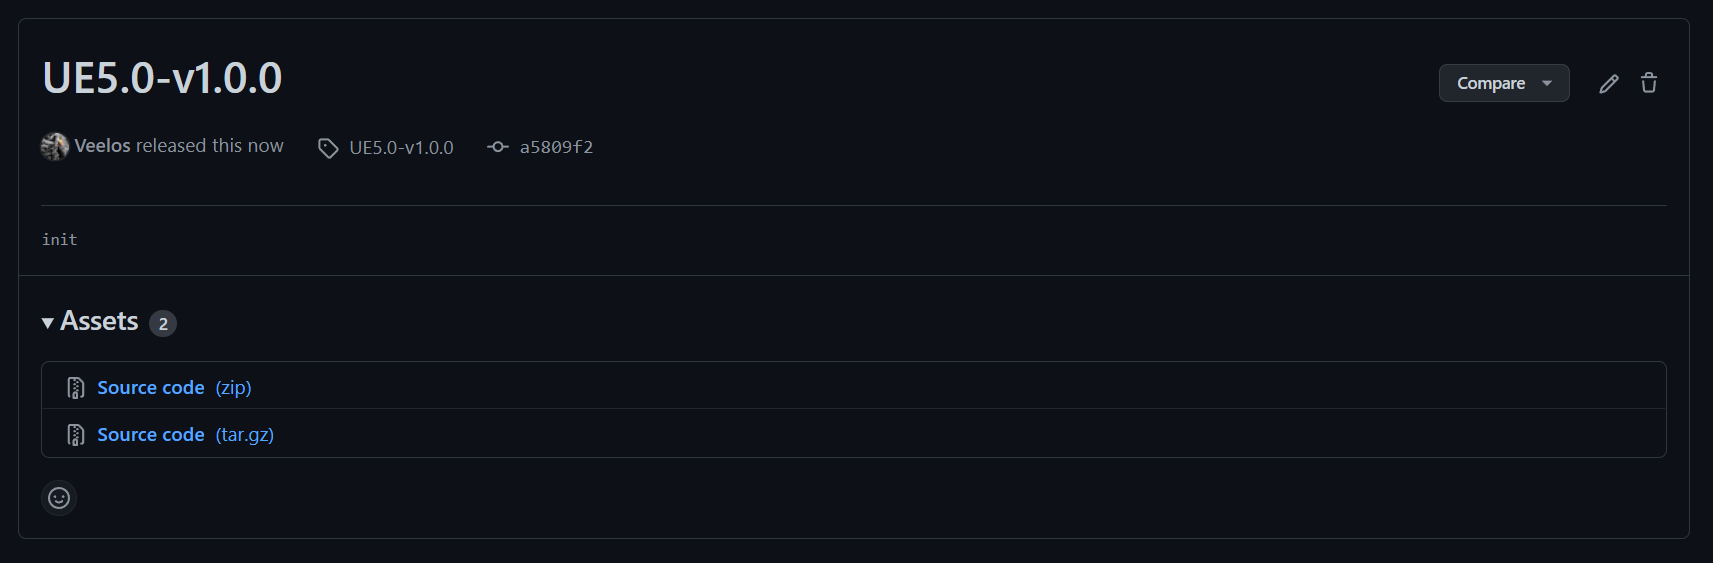 UE5.0-v1.0.0
Compare
Veelos released this now UE5.0-v1.0.0 a5809f2
init
Assets 2
Source code (zip)
Source code (tar.gz)